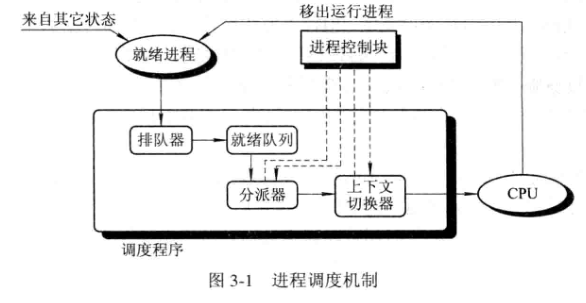 来自其它状态
移出运行进程
就绪进程
进程控制块
排队器
就绪队列
分派器
上下文
切换器
CPU
调度程序
图 3-1 进程调度机制